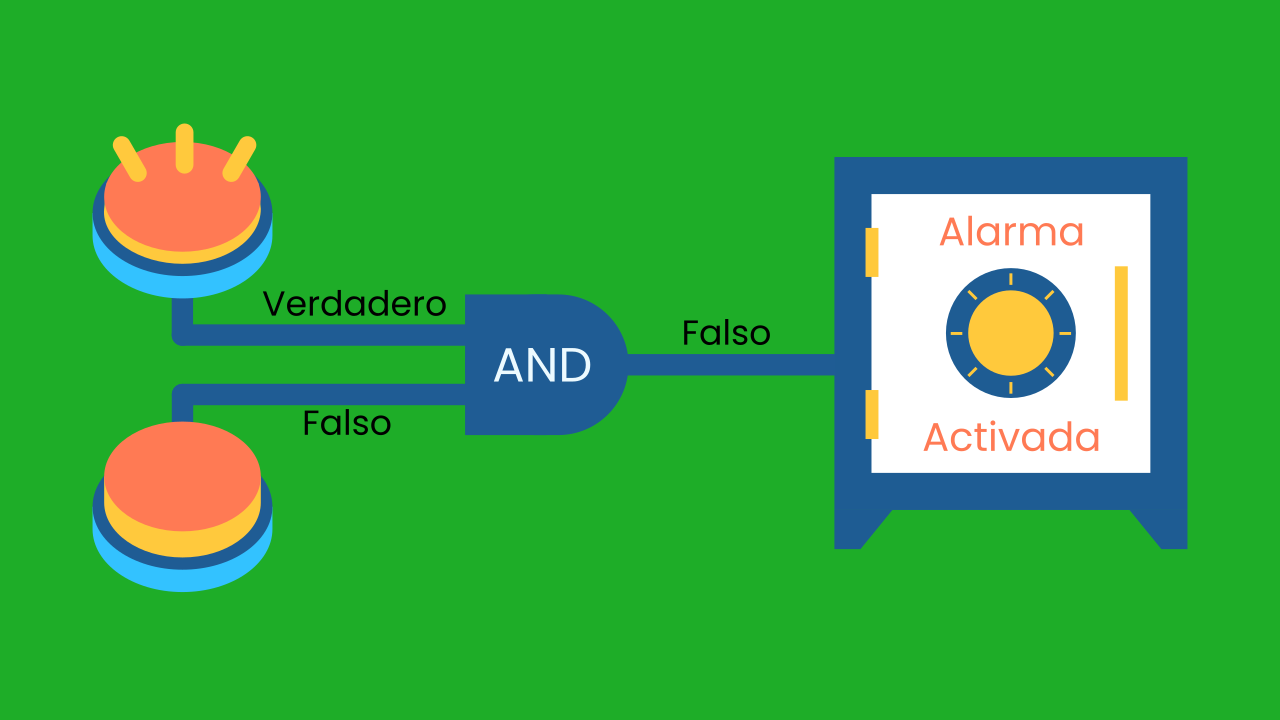 Verdadero
Falso
AND
Falso
Alarma
Activada